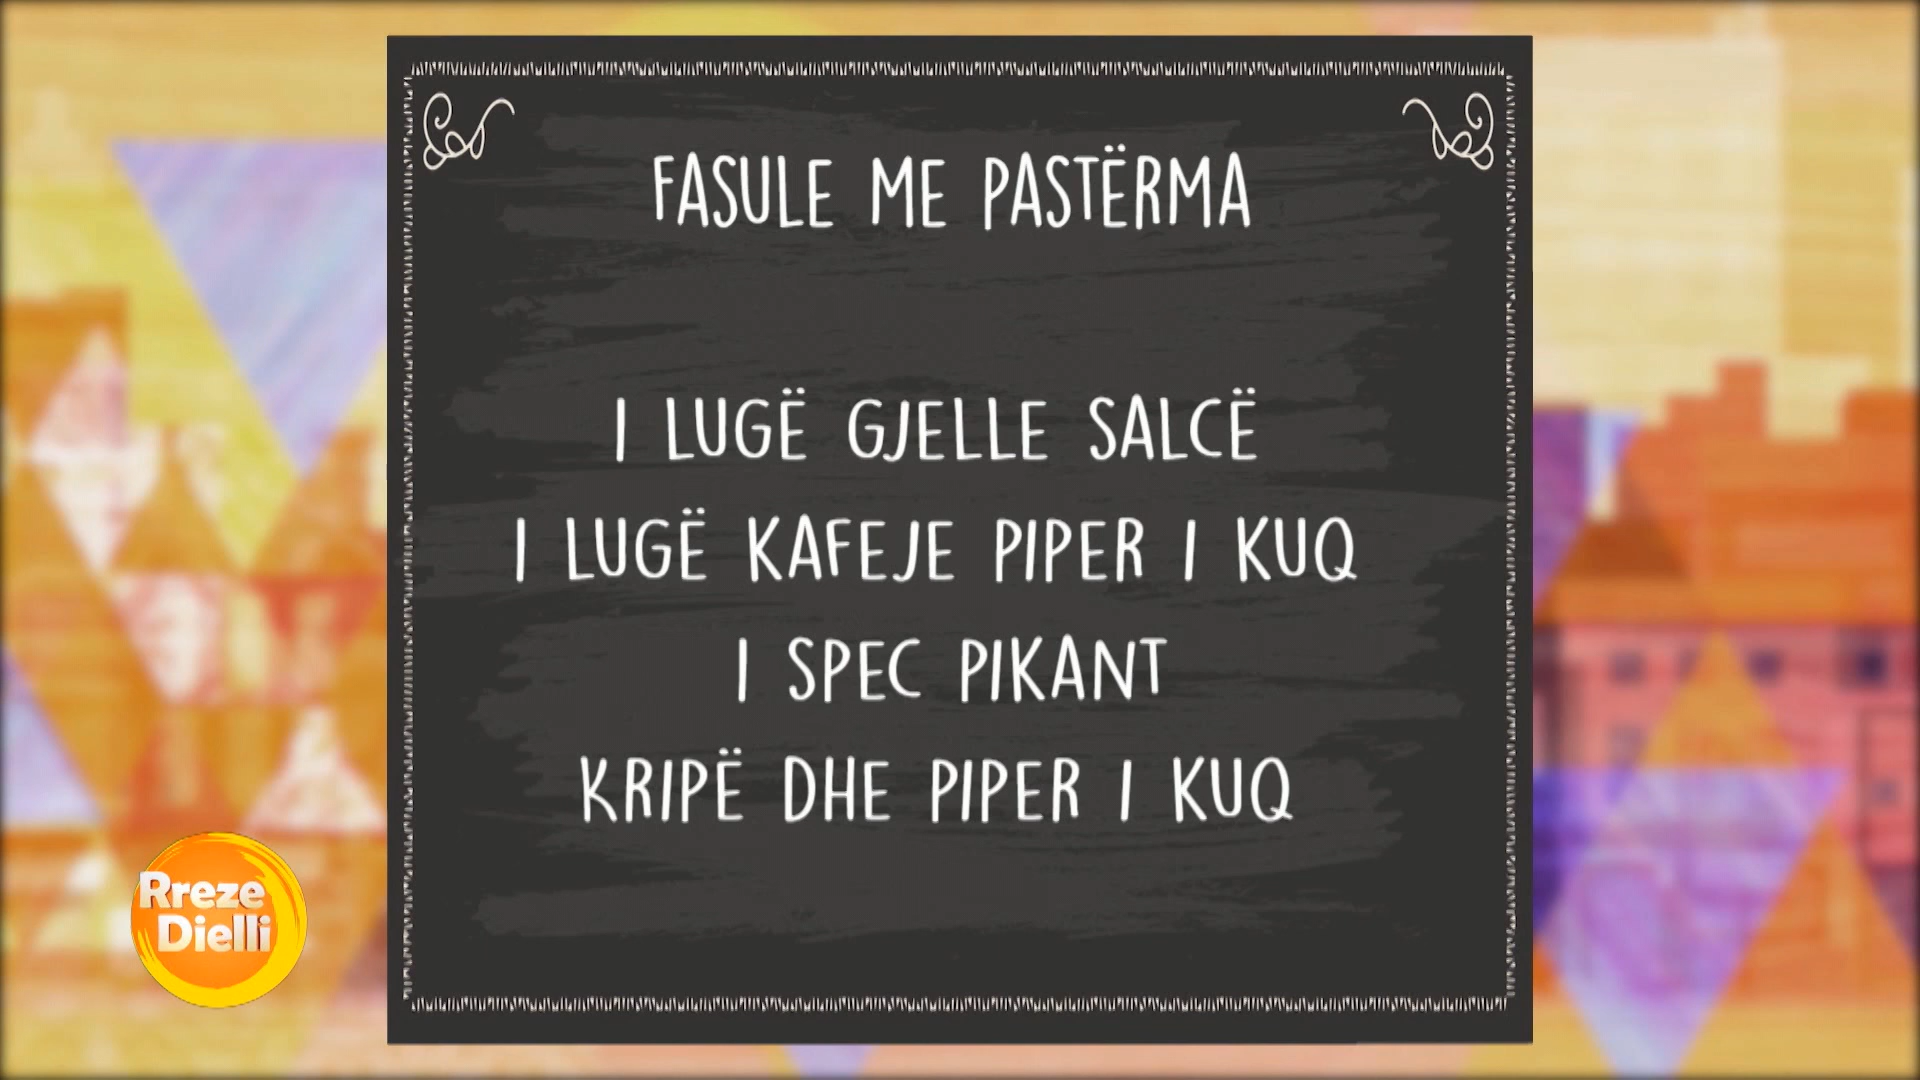 FASULE ME PASTËRMA
1 LUGË GJELLE SALCË
1 LUGË KAFEJE PIPER I KUQ
1 SPEC PIKANT
KRIPË DHE PIPER I KUQ
Rreze
Dielli